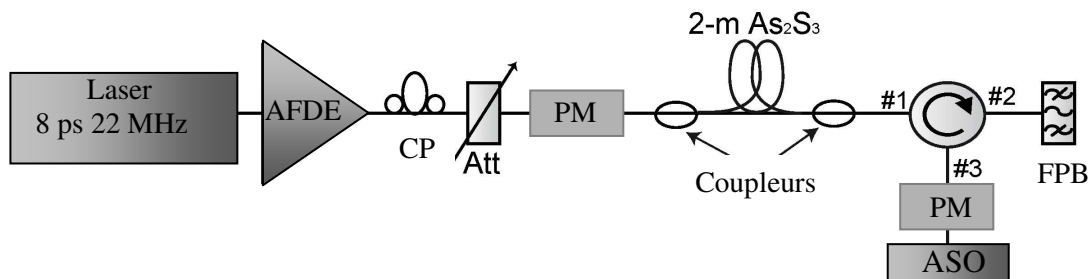 Laser
8 ps 22 MHz
AFDE
CP
Att
PM
2-m As₂S₃
Coupleurs
#1
#2
#3
FPB
PM
ASO